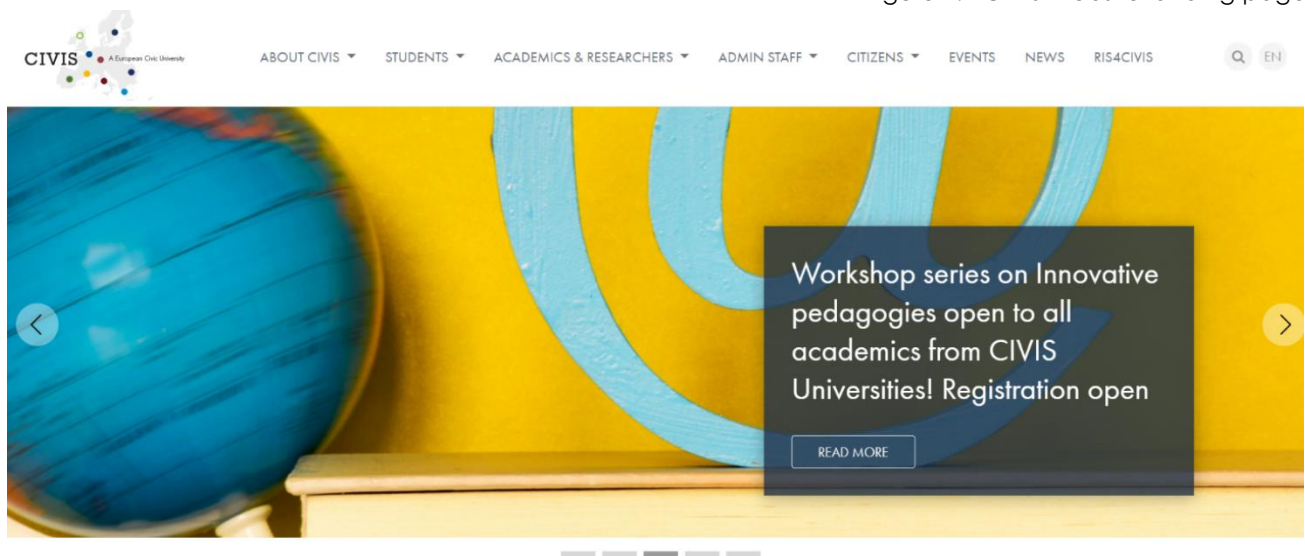 CIVIS
A European Civic University
ABOUT CIVIS STUDENTS ACADEMICS & RESEARCHERS ADMIN STAFF CITIZENS EVENTS NEWS RIS4CIVIS EN
Workshop series on Innovative
pedagogies open to all
academics from CIVIS
Universities! Registration open
READ MORE